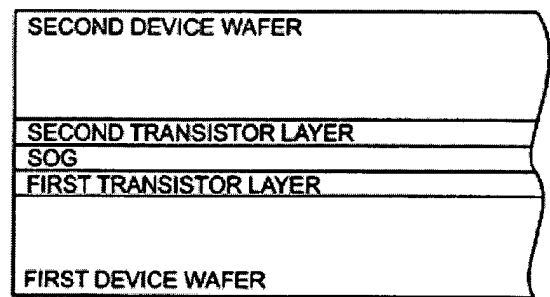 SECOND DEVICE WAFER
SECOND TRANSISTOR LAYER
SOG
FIRST TRANSISTOR LAYER
FIRST DEVICE WAFER